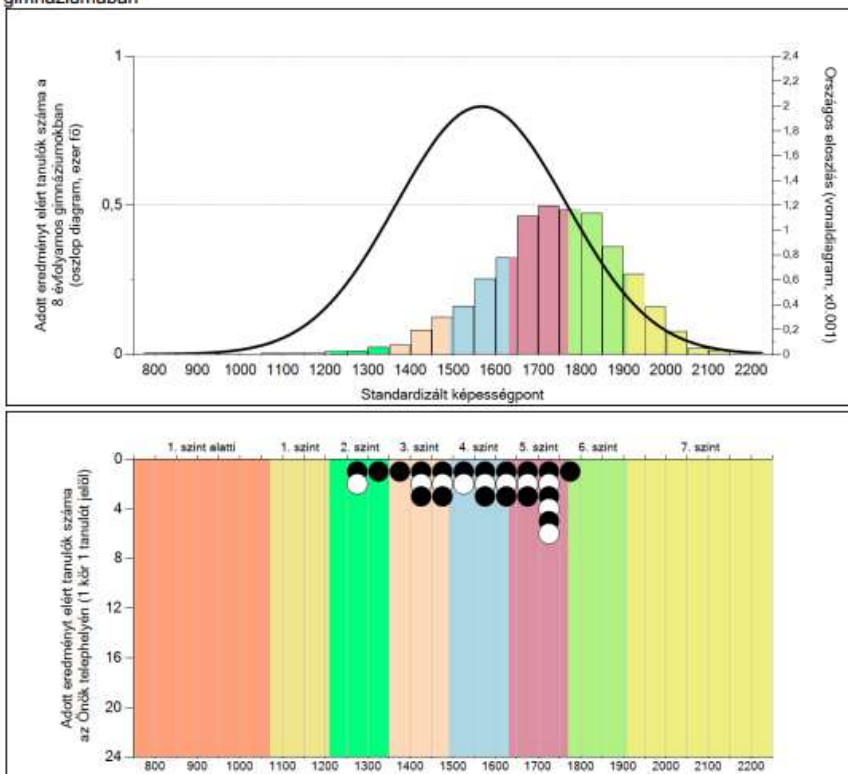 gimnáziumában
Adott eredményt elért tanulók száma a
8 évfolyamos gimnáziumokban
(oszlop diagram, ezer fő)
1
0,5
0
2,4
2,2
2
1,8
1,6
1,4
1,2
1
0,8
0,6
0,4
0,2
0
Országos eloszlás (vonaldiagram, x0.001)
800 900 1000 1100 1200 1300 1400 1500 1600 1700 1800 1900 2000 2100 2200
Standardizált képességpont
1. szint alatti 1. szint 2. szint 3. szint 4. szint 5. szint 6. szint 7. szint
Adott eredményt elért tanulók száma
az Önök telephelyén (1 kör 1 tanulót jelöl)
0
4
8
12
16
20
24
800 900 1000 1100 1200 1300 1400 1500 1600 1700 1800 1900 2000 2100 2200